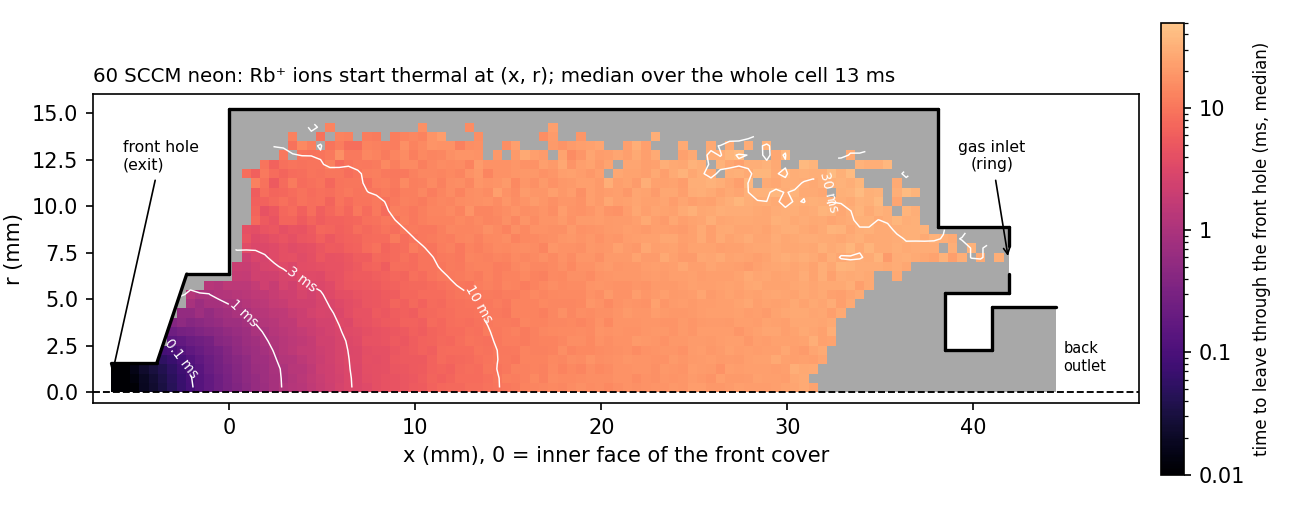 60 SCCM neon: Rb⁺ ions start thermal at (x, r); median over the whole cell 13 ms
15.0
12.5
10.0
7.5
5.0
2.5
0.0
r (mm)
front hole
(exit)
gas inlet
(ring)
back
outlet
0.1 ms
1 ms
3 ms
10 ms
30 ms
0
10
20
30
40
x (mm), 0 = inner face of the front cover
10
1
0.1
0.01
time to leave through the front hole (ms, median)